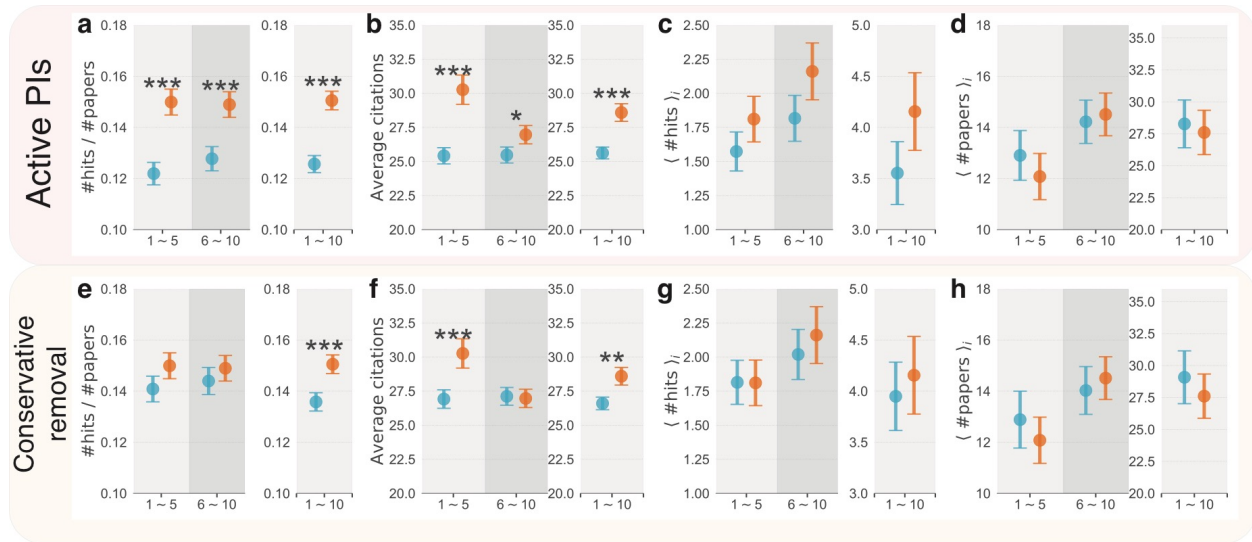 Active PIs
a
#hits / #papers
0.18
0.16
0.14
0.12
0.10
***
***
1 ~ 5
6 ~ 10
0.18
0.16
0.14
0.12
0.10
***
1 ~ 10
b
Average citations
35.0
32.5
30.0
27.5
25.0
22.5
20.0
***
*
1 ~ 5
6 ~ 10
35.0
32.5
30.0
27.5
25.0
22.5
20.0
***
1 ~ 10
c
⟨ #hits ⟩i
2.50
2.25
2.00
1.75
1.50
1.25
1.00
1 ~ 5
6 ~ 10
5.0
4.5
4.0
3.5
3.0
1 ~ 10
d
⟨ #papers ⟩i
18
16
14
12
10
1 ~ 5
6 ~ 10
35.0
32.5
30.0
27.5
25.0
22.5
20.0
1 ~ 10
Conservative
removal
e
#hits / #papers
0.18
0.16
0.14
0.12
0.10
1 ~ 5
6 ~ 10
0.18
0.16
0.14
0.12
0.10
***
1 ~ 10
f
Average citations
35.0
32.5
30.0
27.5
25.0
22.5
20.0
***
1 ~ 5
6 ~ 10
35.0
32.5
30.0
27.5
25.0
22.5
20.0
**
1 ~ 10
g
⟨ #hits ⟩i
2.50
2.25
2.00
1.75
1.50
1.25
1.00
1 ~ 5
6 ~ 10
5.0
4.5
4.0
3.5
3.0
1 ~ 10
h
⟨ #papers ⟩i
18
16
14
12
10
1 ~ 5
6 ~ 10
35.0
32.5
30.0
27.5
25.0
22.5
20.0
1 ~ 10